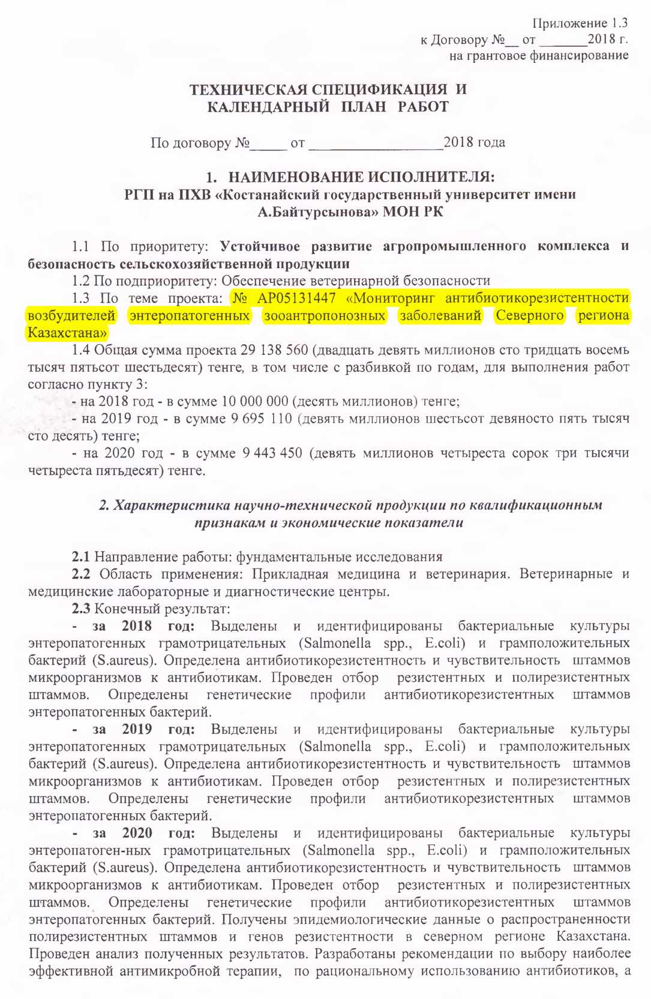 Приложение 1.3
к Договору №__ от _______2018 г.
на грантовое финансирование
ТЕХНИЧЕСКАЯ СПЕЦИФИКАЦИЯ И
КАЛЕНДАРНЫЙ ПЛАН РАБОТ
По договору №_____ от __________________2018 года
1. НАИМЕНОВАНИЕ ИСПОЛНИТЕЛЯ:
РГП на ПХВ «Костанайский государственный университет имени
А.Байтурсынова» МОН РК
1.1 По приоритету: Устойчивое развитие агропромышленного комплекса и
безопасность сельскохозяйственной продукции
1.2 По подприоритету: Обеспечение ветеринарной безопасности
1.3 По теме проекта: № АР05131447 «Мониторинг антибиотикорезистентности
возбудителей энтеропатогенных зооантропонозных заболеваний Северного региона
Казахстана»
1.4 Общая сумма проекта 29 138 560 (двадцать девять миллионов сто тридцать восемь
тысяч пятьсот шестьдесят) тенге, в том числе с разбивкой по годам, для выполнения работ
согласно пункту 3:
- на 2018 год - в сумме 10 000 000 (десять миллионов) тенге;
- на 2019 год - в сумме 9 695 110 (девять миллионов шестьсот девяносто пять тысяч
сто десять) тенге;
- на 2020 год - в сумме 9 443 450 (девять миллионов четыреста сорок три тысячи
четыреста пятьдесят) тенге.
2. Характеристика научно-технической продукции по квалификационным
признакам и экономические показатели
2.1 Направление работы: фундаментальные исследования
2.2 Область применения: Прикладная медицина и ветеринария. Ветеринарные и
медицинские лабораторные и диагностические центры.
2.3 Конечный результат:
- за 2018 год: Выделены и идентифицированы бактериальные культуры
энтеропатогенных грамотрицательных (Salmonella spp., E.coli) и грамположительных
бактерий (S.aureus). Определена антибиотикорезистентность и чувствительность штаммов
микроорганизмов к антибиотикам. Проведен отбор резистентных и полирезистентных
штаммов. Определены генетические профили антибиотикорезистентных штаммов
энтеропатогенных бактерий.
- за 2019 год: Выделены и идентифицированы бактериальные культуры
энтеропатогенных грамотрицательных (Salmonella spp., E.coli) и грамположительных
бактерий (S.aureus). Определена антибиотикорезистентность и чувствительность штаммов
микроорганизмов к антибиотикам. Проведен отбор резистентных и полирезистентных
штаммов. Определены генетические профили антибиотикорезистентных штаммов
энтеропатогенных бактерий.
- за 2020 год: Выделены и идентифицированы бактериальные культуры
энтеропатоген-ных грамотрицательных (Salmonella spp., E.coli) и грамположительных
бактерий (S.aureus). Определена антибиотикорезистентность и чувствительность штаммов
микроорганизмов к антибиотикам. Проведен отбор резистентных и полирезистентных
штаммов. Определены генетические профили антибиотикорезистентных штаммов
энтеропатогенных бактерий. Получены эпидемиологические данные о распространенности
полирезистентных штаммов и генов резистентности в северном регионе Казахстана.
Проведен анализ полученных результатов. Разработаны рекомендации по выбору наиболее
эффективной антимикробной терапии, по рациональному использованию антибиотиков, а